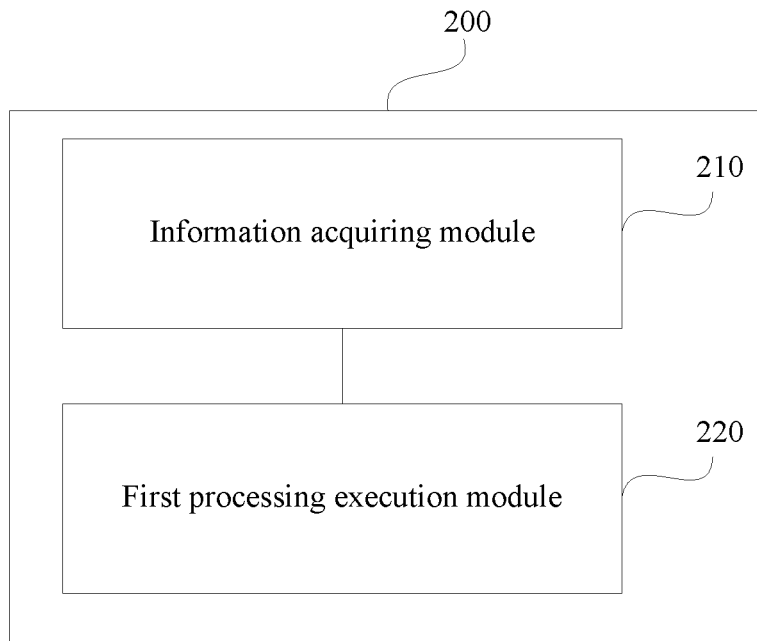 200
210
Information acquiring module
220
First processing execution module